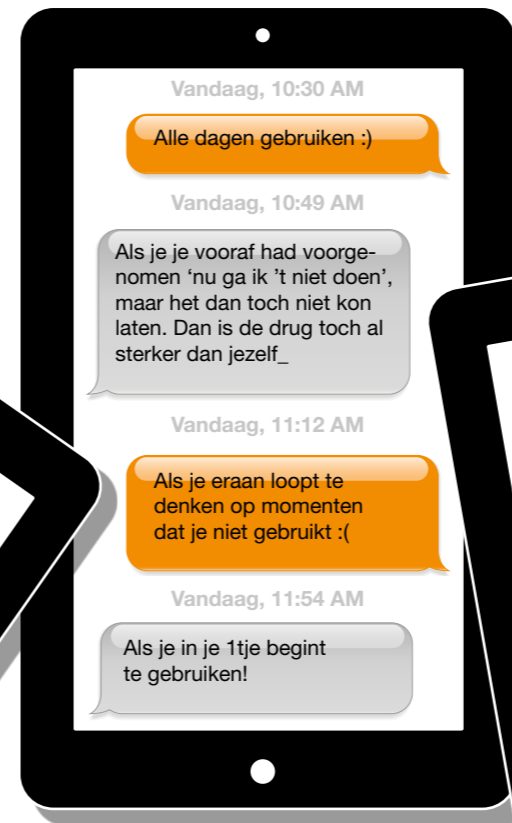 Vandaag, 10:30 AM
Alle dagen gebruiken :)
Vandaag, 10:49 AM
Als je je vooraf had voorge-
nomen ‘nu ga ik ’t niet doen’,
maar het dan toch niet kon
laten. Dan is de drug toch al
sterker dan jezelf_
Vandaag, 11:12 AM
Als je eraan loopt te
denken op momenten
dat je niet gebruikt :(
Vandaag, 11:54 AM
Als je in je 1tje begint
te gebruiken!